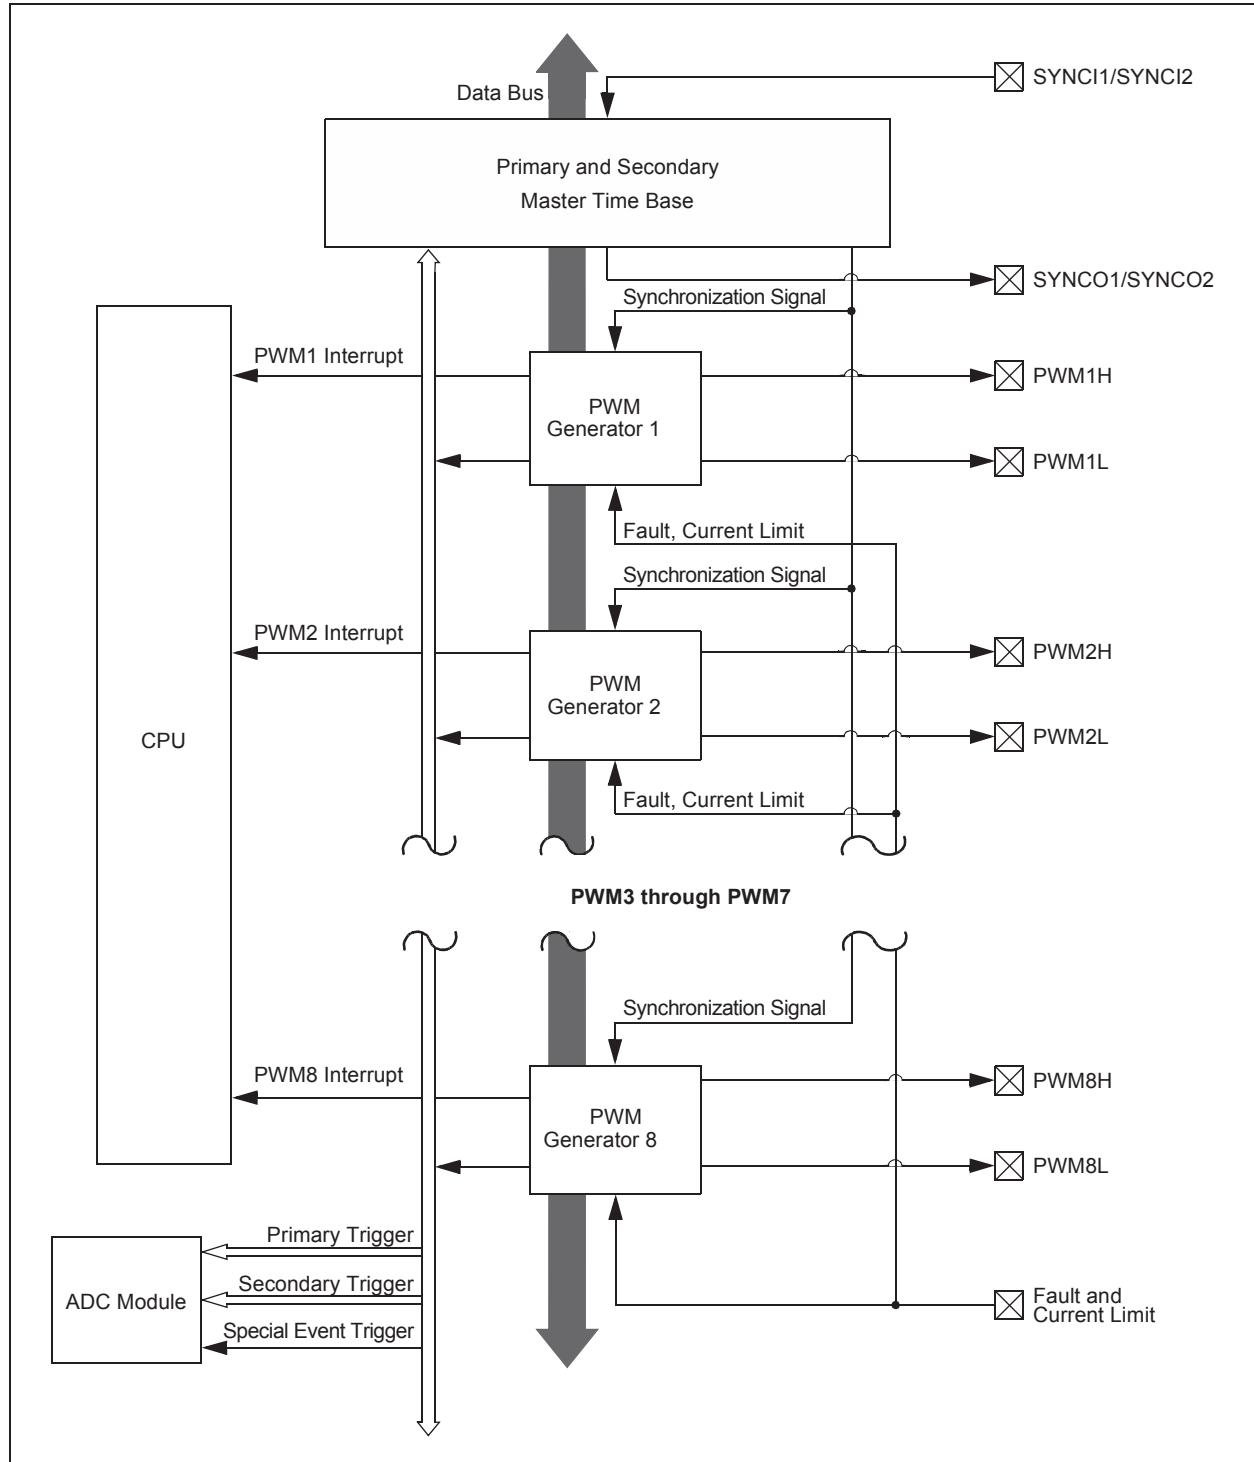 Data Bus
SYNCI1/SYNCI2
Primary and Secondary
Master Time Base
SYNCO1/SYNCO2
Synchronization Signal
PWM1 Interrupt
PWM
Generator 1
PWM1H
PWM1L
Fault, Current Limit
Synchronization Signal
PWM2 Interrupt
PWM
Generator 2
PWM2H
PWM2L
CPU
Fault, Current Limit
PWM3 through PWM7
Synchronization Signal
PWM8 Interrupt
PWM
Generator 8
PWM8H
PWM8L
Primary Trigger
Secondary Trigger
Special Event Trigger
ADC Module
Fault and
Current Limit